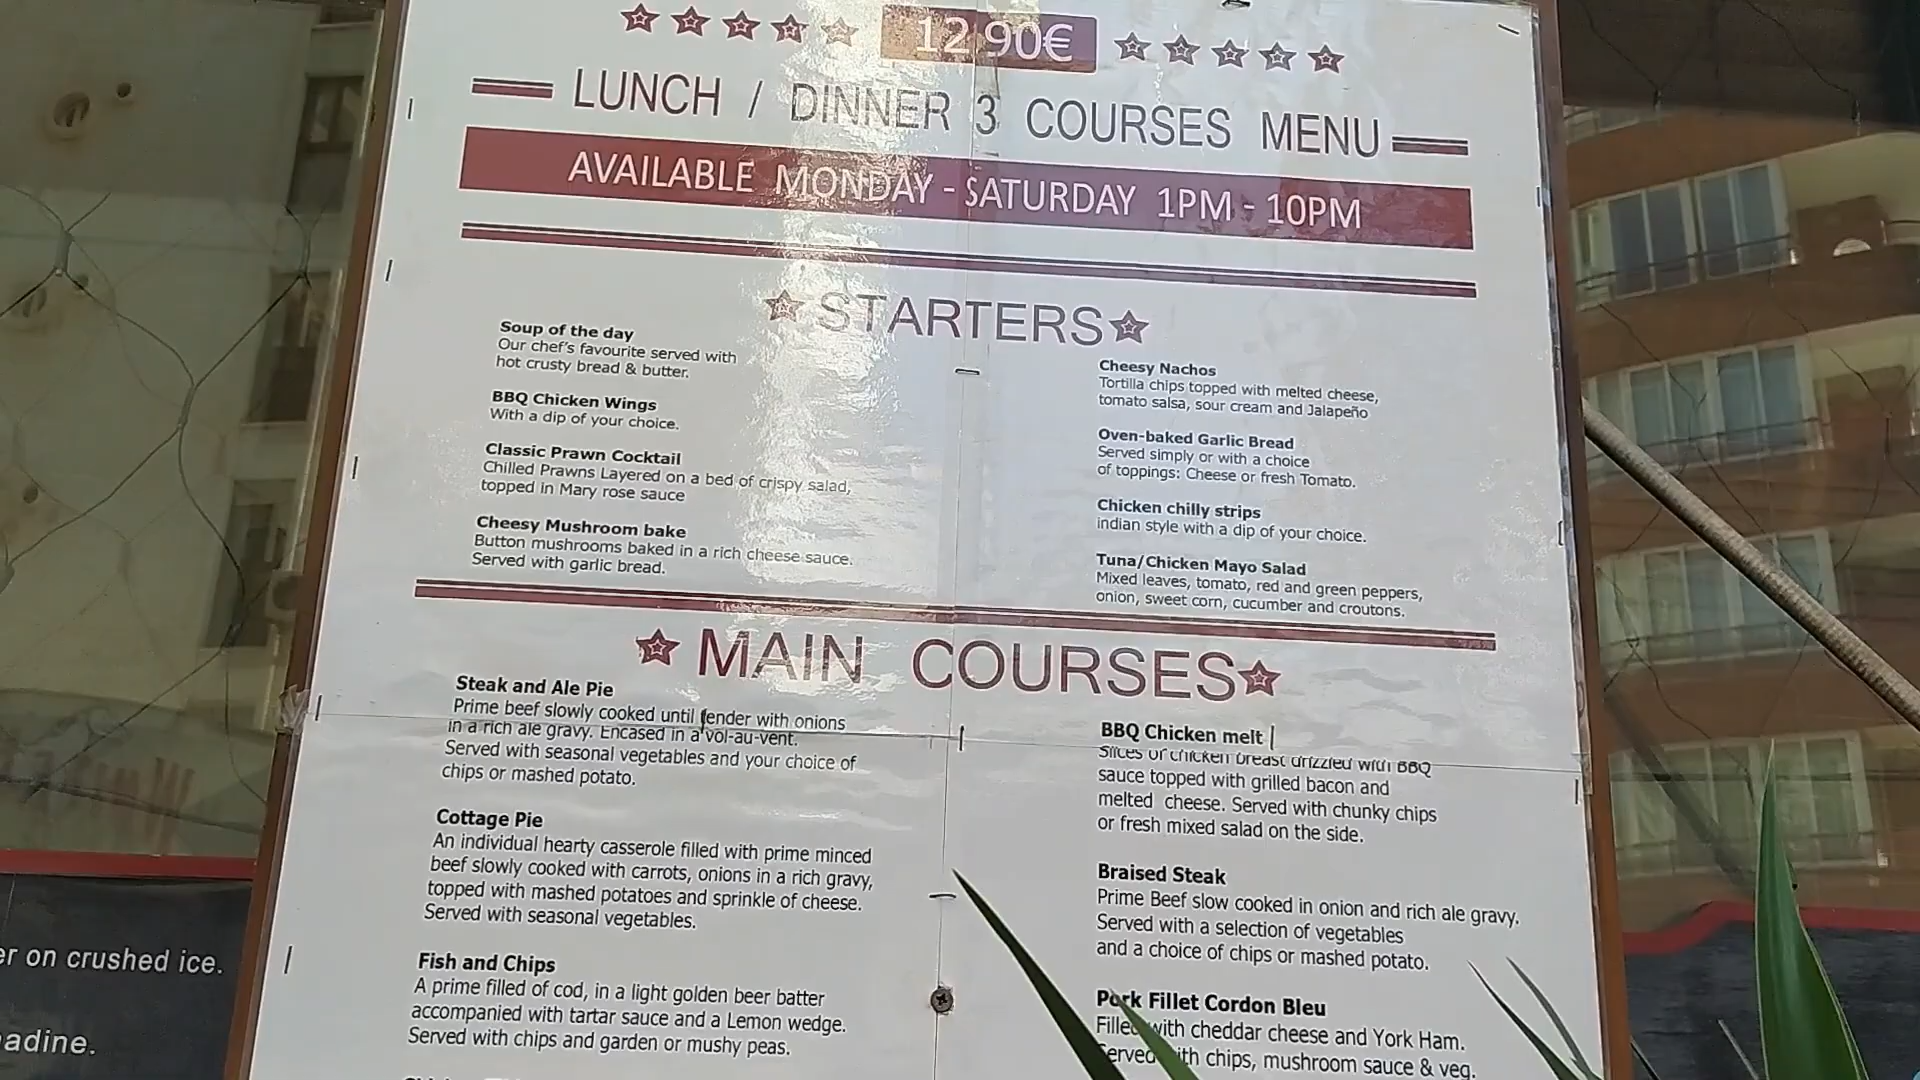 12,90€
LUNCH / DINNER 3 COURSES MENU
AVAILABLE MONDAY - SATURDAY 1PM - 10PM
STARTERS
Soup of the day
Our chef's favourite served with
hot crusty bread & butter.
BBQ Chicken Wings
With a dip of your choice.
Classic Prawn Cocktail
Chilled Prawns Layered on a bed of crispy salad,
topped in Mary rose sauce
Cheesy Mushroom bake
Button mushrooms baked in a rich cheese sauce.
Served with garlic bread.
Cheesy Nachos
Tortilla chips topped with melted cheese,
tomato salsa, sour cream and Jalapeño
Oven-baked Garlic Bread
Served simply or with a choice
of toppings: Cheese or fresh Tomato.
Chicken chilly strips
indian style with a dip of your choice.
Tuna/Chicken Mayo Salad
Mixed leaves, tomato, red and green peppers,
onion, sweet corn, cucumber and croutons.
MAIN COURSES
Steak and Ale Pie
Prime beef slowly cooked until tender with onions
in a rich ale gravy. Encased in a vol-au-vent.
Served with seasonal vegetables and your choice of
chips or mashed potato.
Cottage Pie
An individual hearty casserole filled with prime minced
beef slowly cooked with carrots, onions in a rich gravy,
topped with mashed potatoes and sprinkle of cheese.
Served with seasonal vegetables.
Fish and Chips
A prime filled of cod, in a light golden beer batter
accompanied with tartar sauce and a Lemon wedge.
Served with chips and garden or mushy peas.
BBQ Chicken melt
Slices of chicken breast drizzled with BBQ
sauce topped with grilled bacon and
melted cheese. Served with chunky chips
or fresh mixed salad on the side.
Braised Steak
Prime Beef slow cooked in onion and rich ale gravy.
Served with a selection of vegetables
and a choice of chips or mashed potato.
Pork Fillet Cordon Bleu
Filled with cheddar cheese and York Ham.
Served with chips, mushroom sauce & veg.
er on crushed ice.
adine.